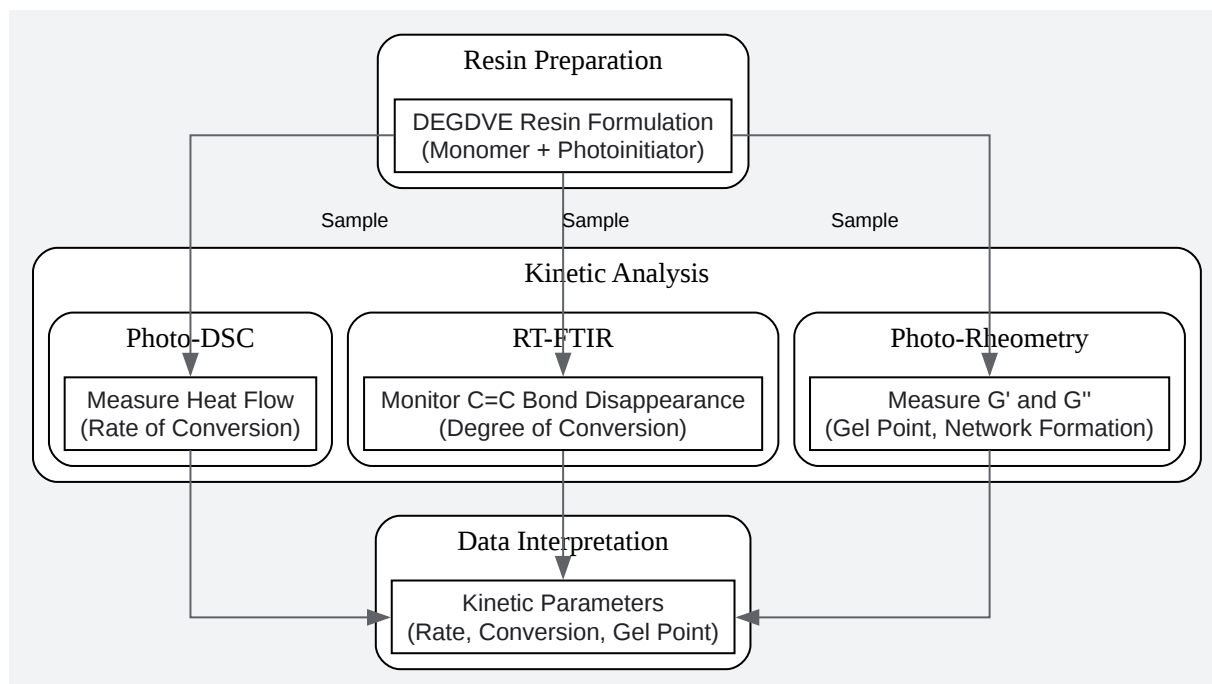 Resin Preparation
DEGDVE Resin Formulation
(Monomer + Photoinitiator)
Sample
Sample
Sample
Kinetic Analysis
Photo-DSC
Measure Heat Flow
(Rate of Conversion)
RT-FTIR
Monitor C=C Bond Disappearance
(Degree of Conversion)
Photo-Rheometry
Measure G' and G''
(Gel Point, Network Formation)
Data Interpretation
Kinetic Parameters
(Rate, Conversion, Gel Point)